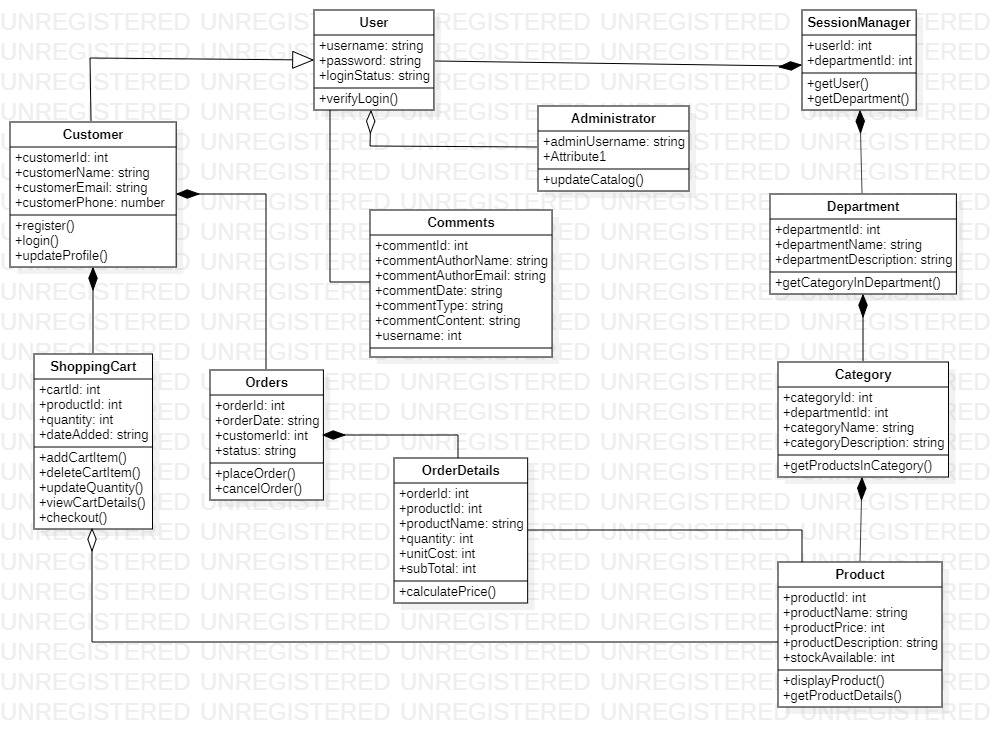 User
+username: string
+password: string
+loginStatus: string
+verifyLogin()
SessionManager
+userId: int
+departmentId: int
+getUser()
+getDepartment()
Customer
+customerId: int
+customerName: string
+customerEmail: string
+customerPhone: number
+register()
+login()
+updateProfile()
Administrator
+adminUsername: string
+Attribute1
+updateCatalog()
Comments
+commentId: int
+commentAuthorName: string
+commentAuthorEmail: string
+commentDate: string
+commentType: string
+commentContent: string
+username: int
Department
+departmentId: int
+departmentName: string
+departmentDescription: string
+getCategoryInDepartment()
ShoppingCart
+cartId: int
+productId: int
+quantity: int
+dateAdded: string
+addCartItem()
+deleteCartItem()
+updateQuantity()
+viewCartDetails()
+checkout()
Orders
+orderId: int
+orderDate: string
+customerId: int
+status: string
+placeOrder()
+cancelOrder()
Category
+categoryId: int
+departmentId: int
+categoryName: string
+categoryDescription: string
+getProductsInCategory()
OrderDetails
+orderId: int
+productId: int
+productName: string
+quantity: int
+unitCost: int
+subTotal: int
+calculatePrice()
Product
+productId: int
+productName: string
+productPrice: int
+productDescription: string
+stockAvailable: int
+displayProduct()
+getProductDetails()
UNREGISTERED